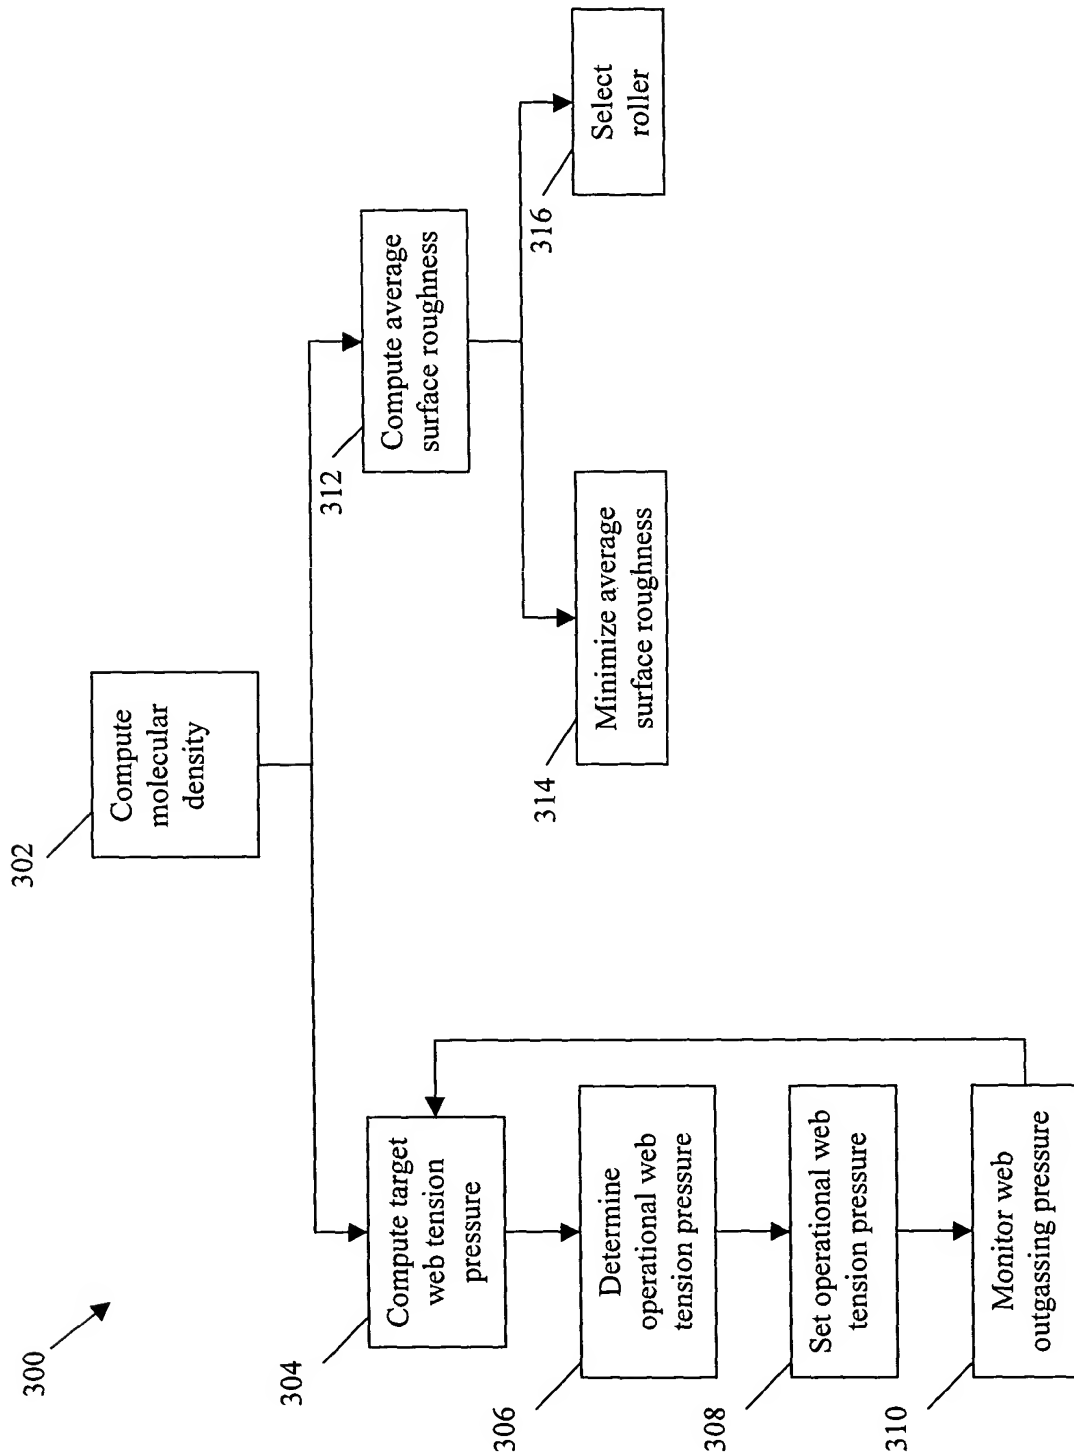 300
302
Compute
molecular
density
304
Compute target
web tension
pressure
306
Determine
operational web
tension pressure
308
Set operational web
tension pressure
310
Monitor web
outgassing pressure
312
Compute average
surface roughness
314
Minimize average
surface roughness
316
Select
roller